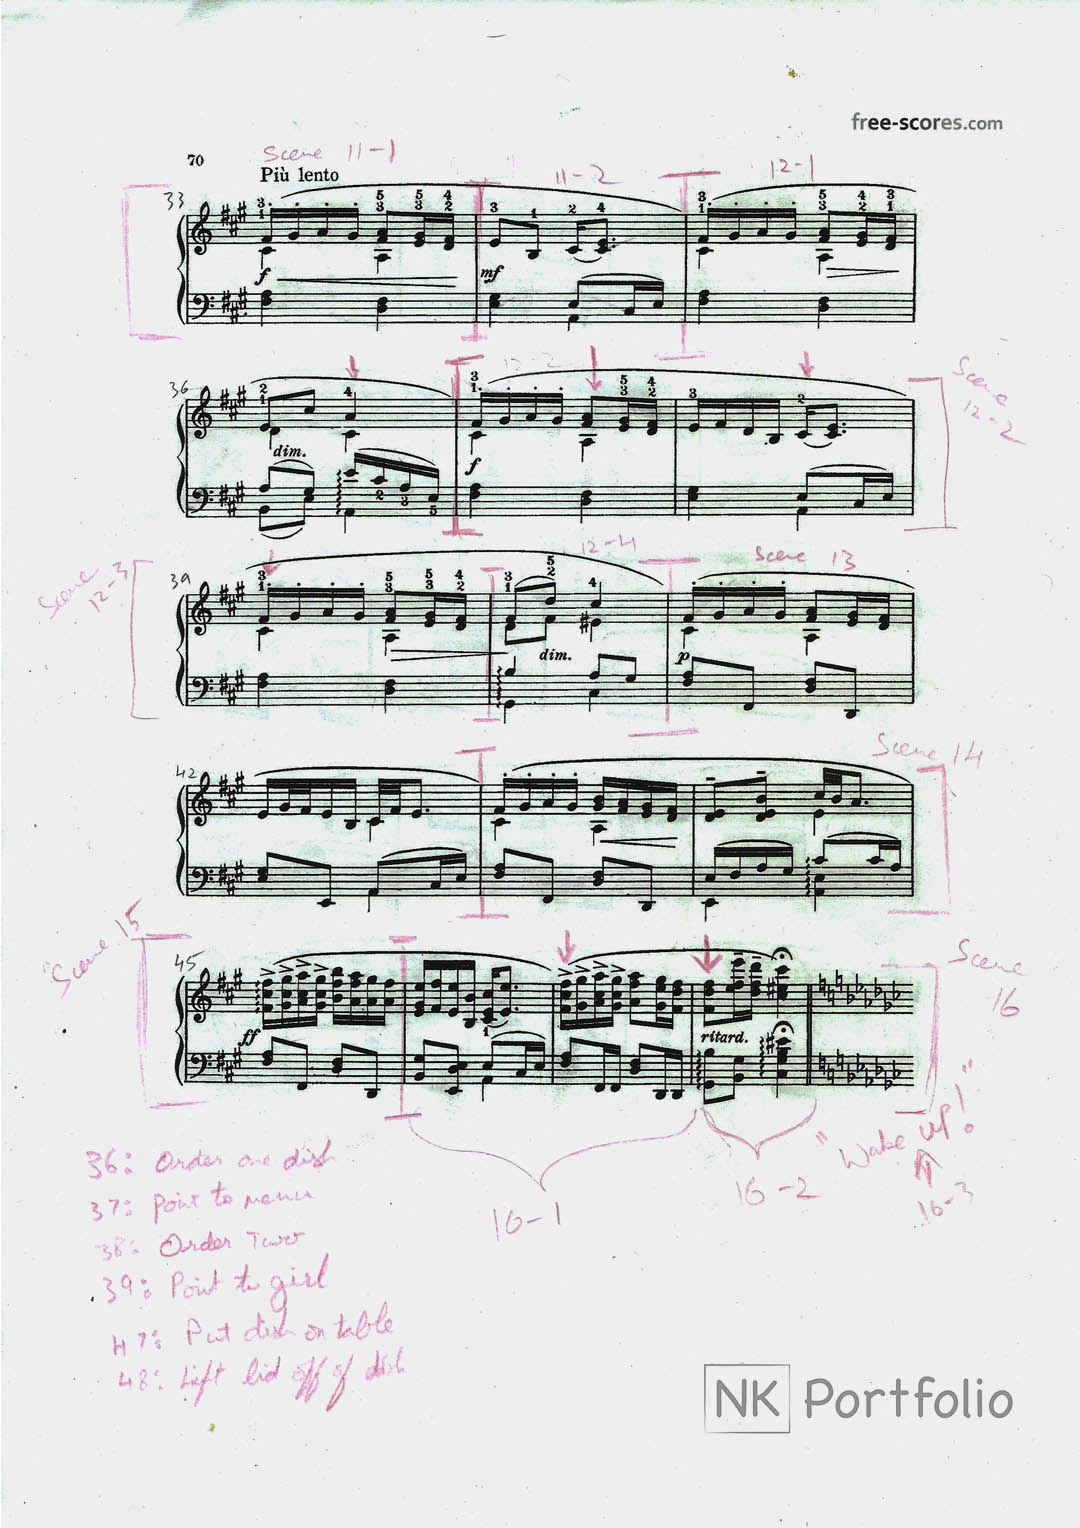 free-scores.com
70
Scene 11-1
Più lento
11-2
12-1
33
f
mf
36
12-2
Scene
12-2
dim.
f
Scene
12-3
39
12-4
Scene 13
dim.
p
42
Scene 14
"Scene 15
45
Scene
16
ff
ritard.
"Wake up!"
16-1
16-2
16-3
36: Order one dish
37: Point to menu
38: Order Two
39: Point to girl
47: Put dish on table
48: Lift lid off of dish
NK Portfolio